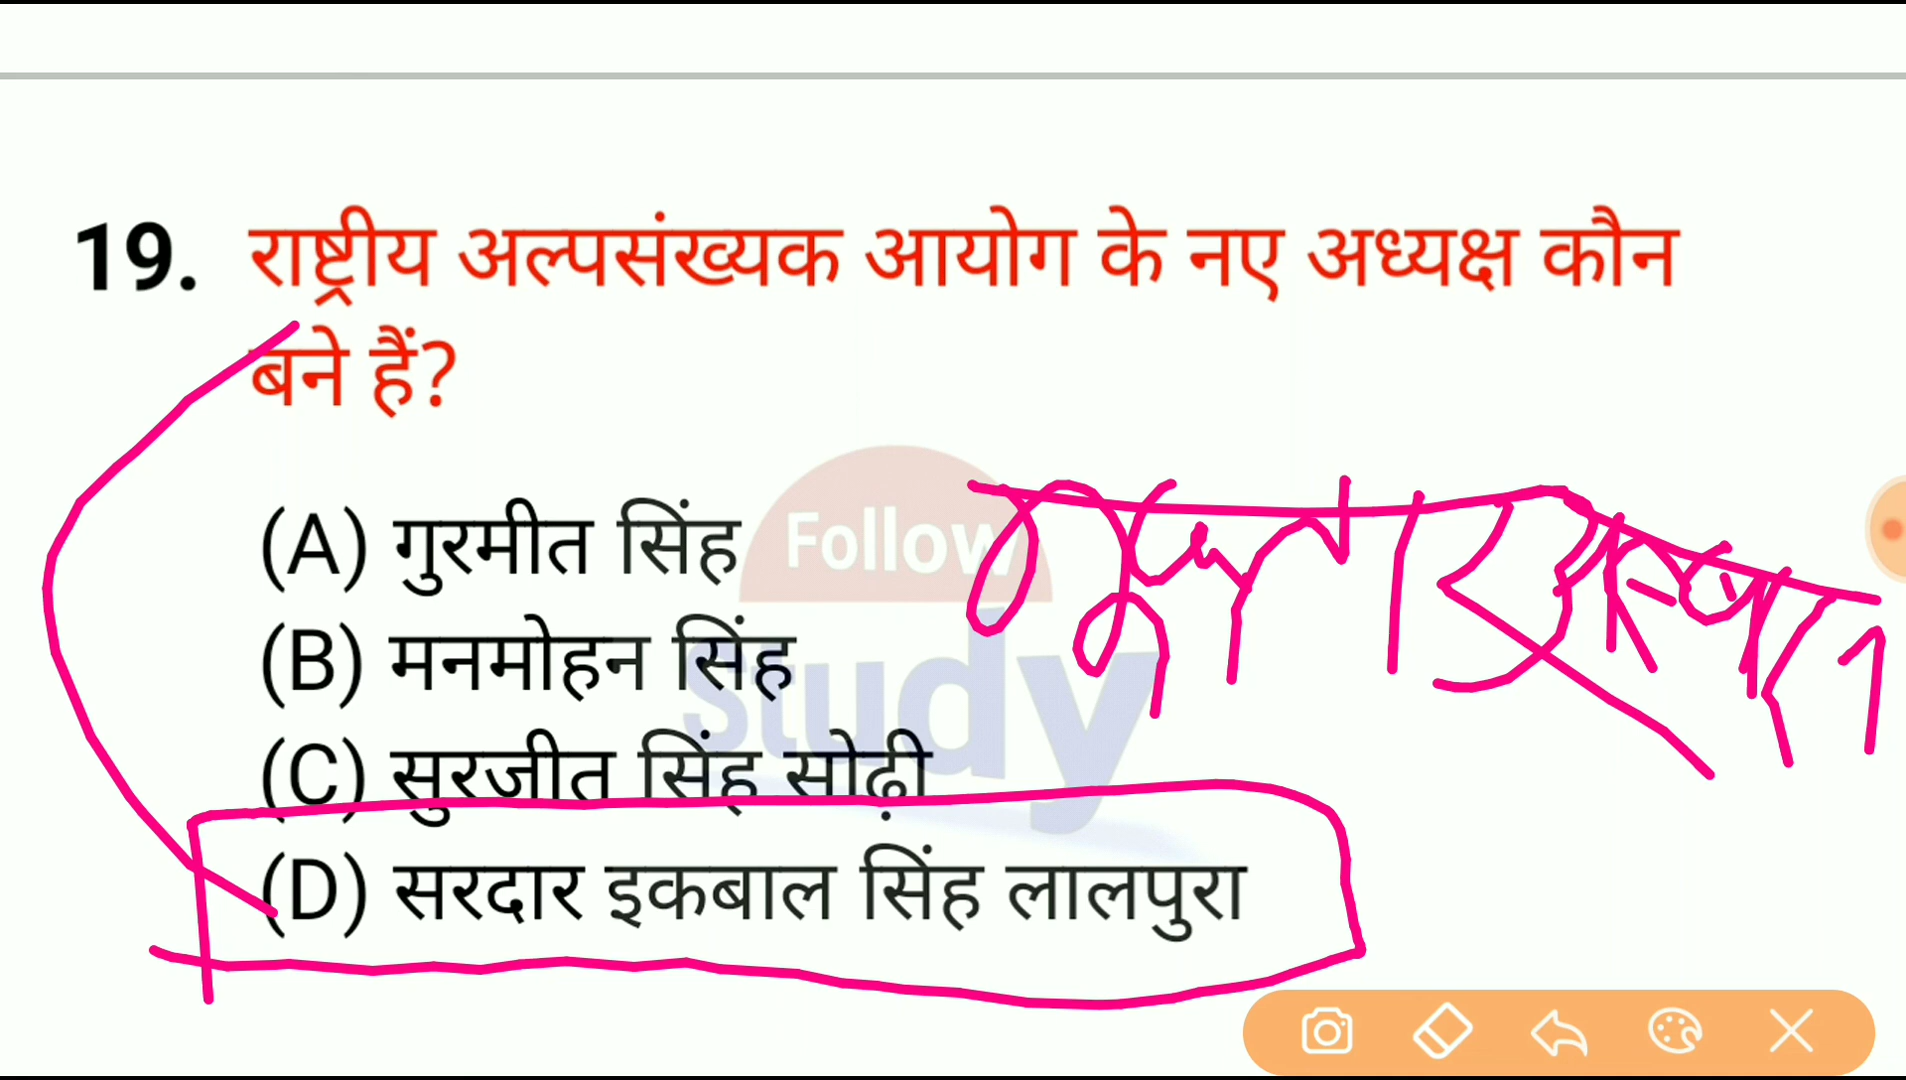 19. राष्ट्रीय अल्पसंख्यक आयोग के नए अध्यक्ष कौन
बने हैं?
(A) गुरमीत सिंह
(B) मनमोहन सिंह
(C) सुरजीत सिंह सोढ़ी
(D) सरदार इकबाल सिंह लालपुरा
Follow
Study